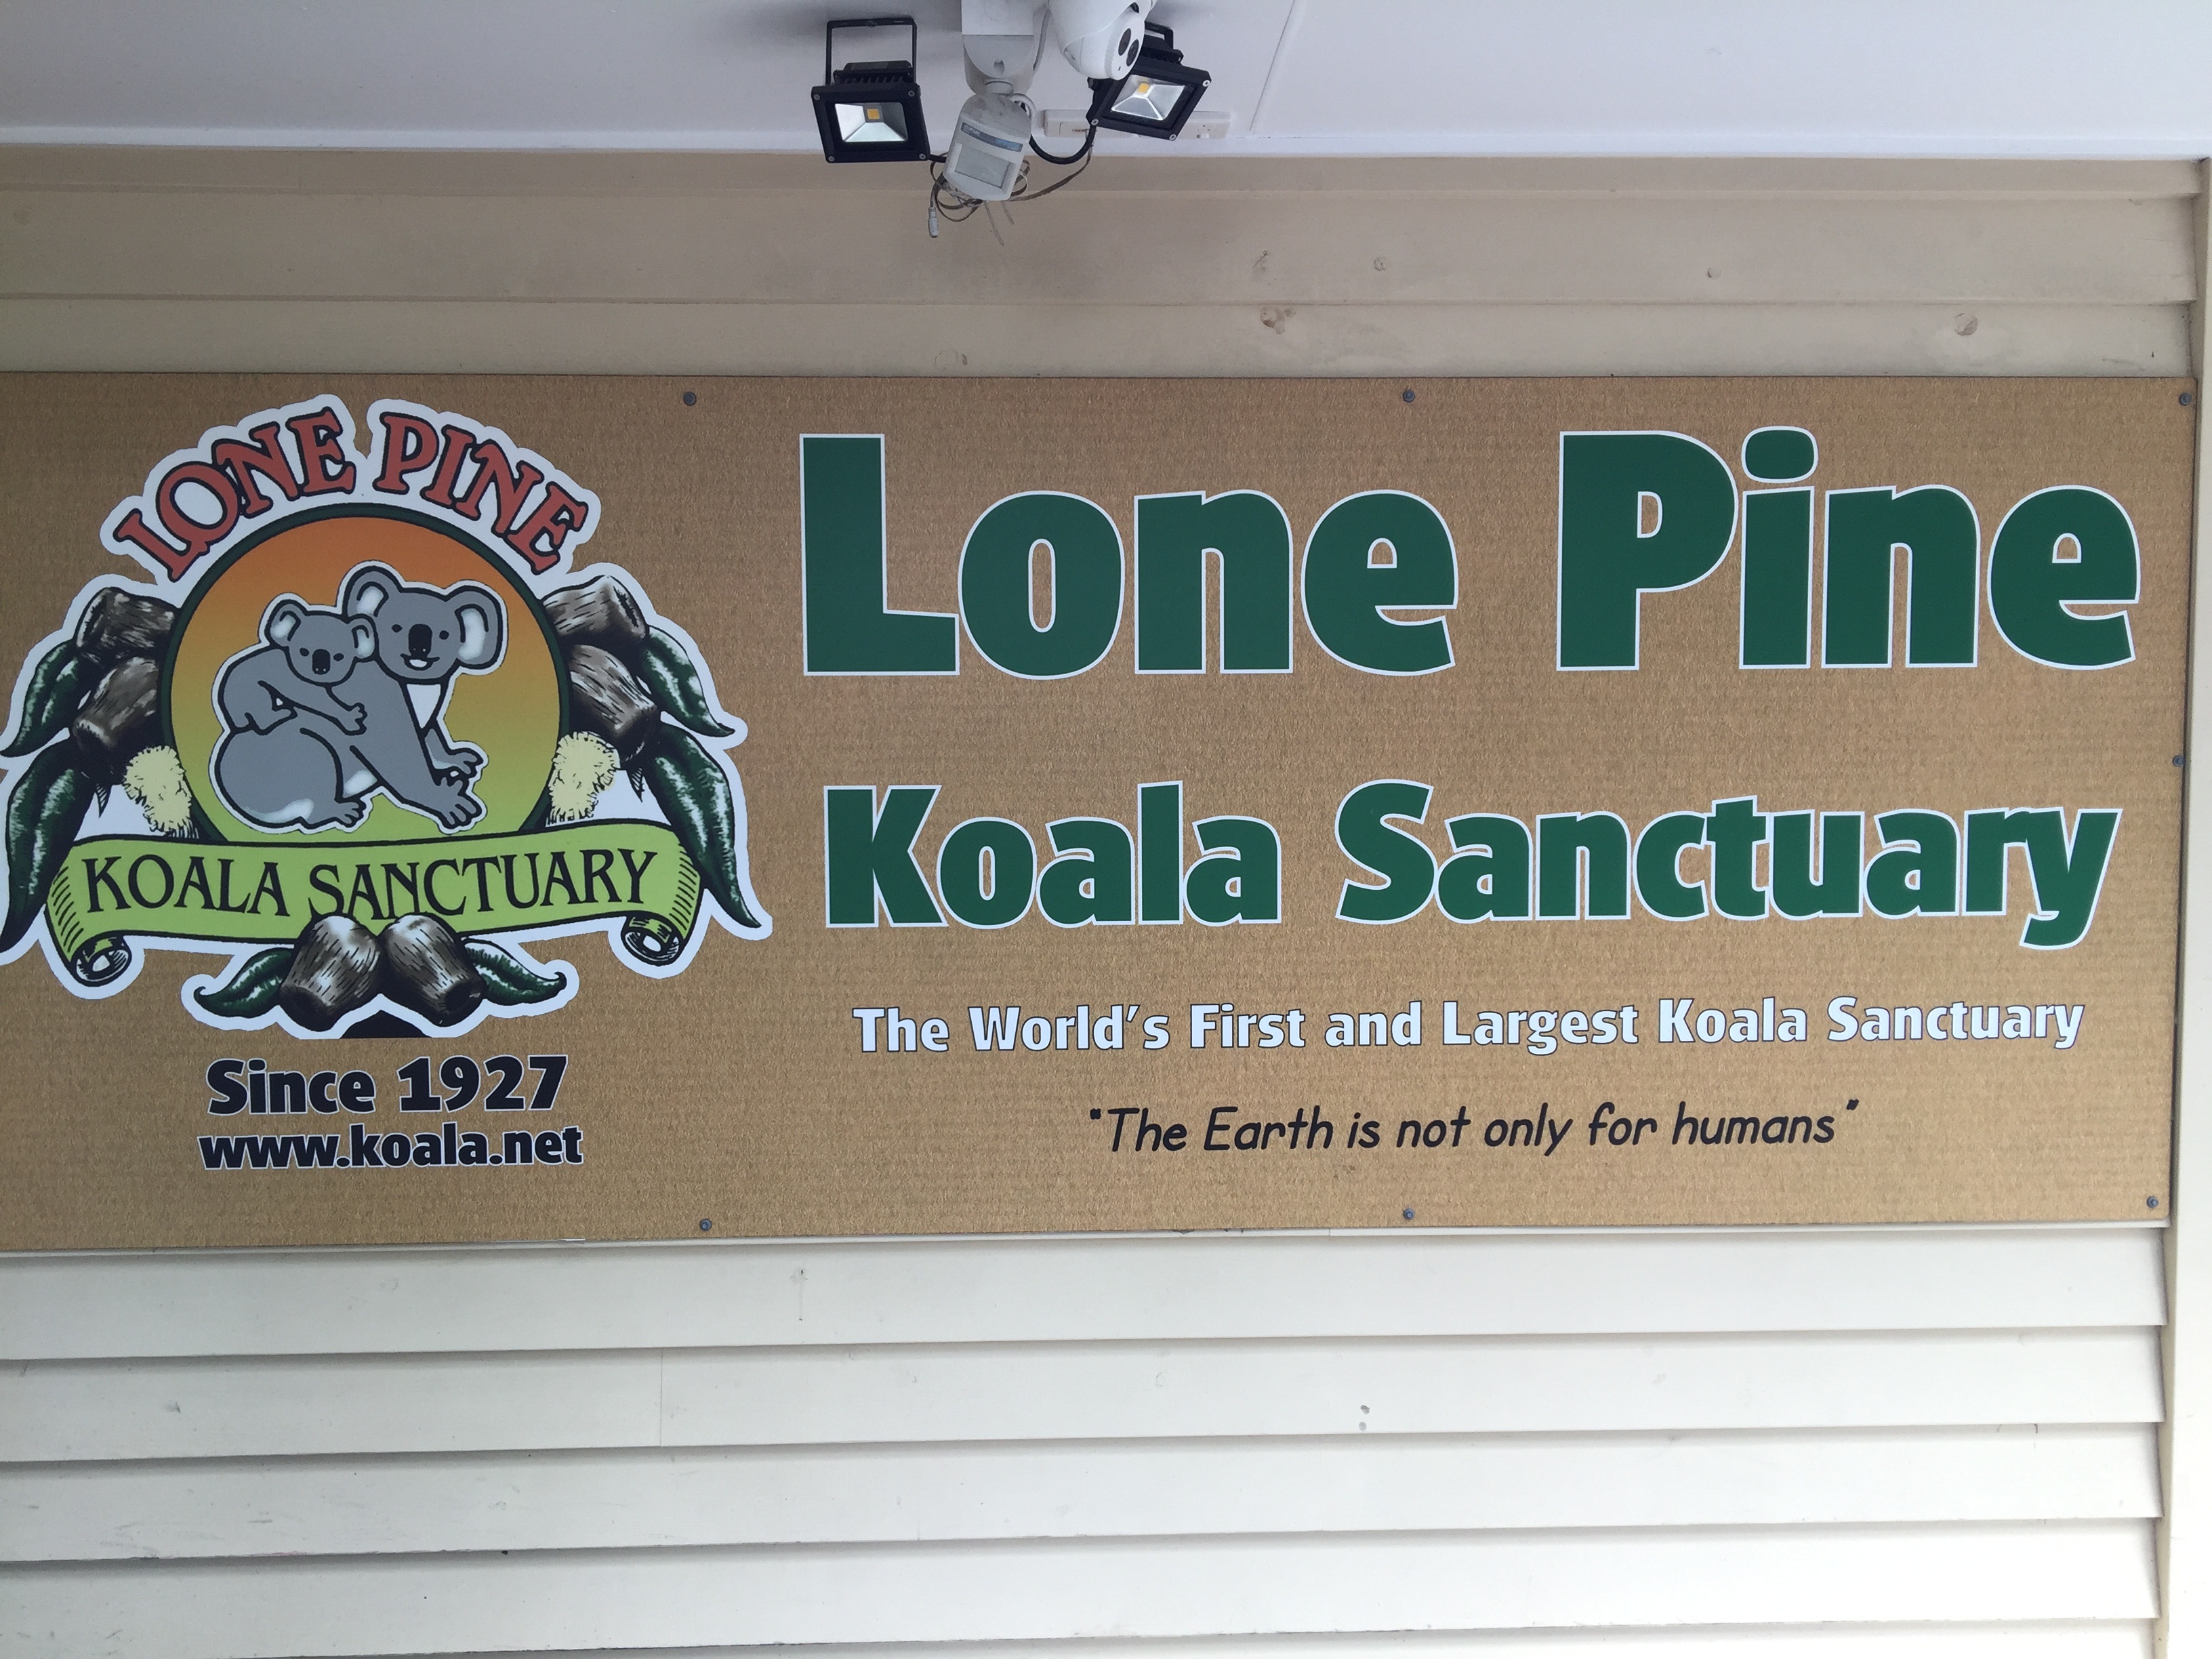 LONE PINE
KOALA SANCTUARY
Since 1927
www.koala.net
Lone Pine
Koala Sanctuary
The World's First and Largest Koala Sanctuary
"The Earth is not only for humans"